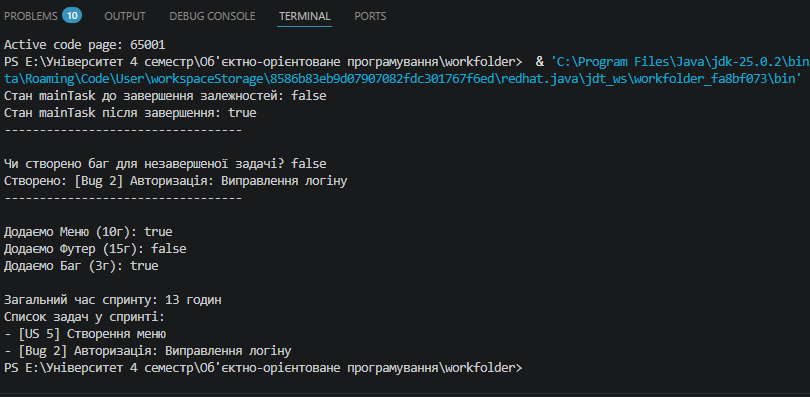 PROBLEMS 10 OUTPUT DEBUG CONSOLE TERMINAL PORTS
Active code page: 65001
PS E:\Університет 4 семестр\Об'єктно-орієнтоване програмування\workfolder>  & 'C:\Program Files\Java\jdk-25.0.2\bin
ta\Roaming\Code\User\workspaceStorage\8586b83eb9d07907082fdc301767f6ed\redhat.java\jdt_ws\workfolder_fa8bf073\bin'
Стан mainTask до завершення залежностей: false
Стан mainTask після завершення: true
----------------------------------
Чи створено баг для незавершеної задачі? false
Створено: [Bug 2] Авторизація: Виправлення логіну
----------------------------------
Додаємо Меню (10г): true
Додаємо Футер (15г): false
Додаємо Баг (3г): true
Загальний час спринту: 13 годин
Список задач у спринті:
- [US 5] Створення меню
- [Bug 2] Авторизація: Виправлення логіну
PS E:\Університет 4 семестр\Об'єктно-орієнтоване програмування\workfolder>